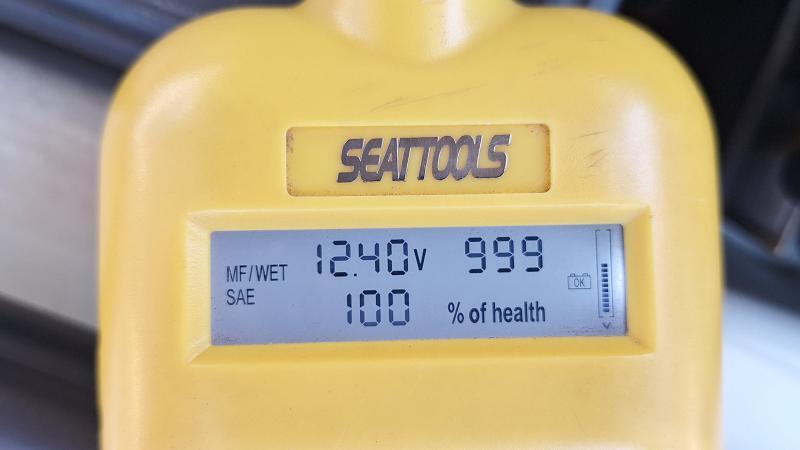 SEATTOOLS
MF/WET 12.40V 999
SAE 100 % of health
OK
V